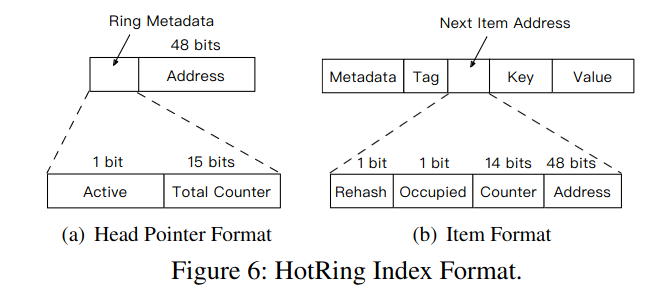 Ring Metadata
48 bits
Address
1 bit 15 bits
Active Total Counter
(a) Head Pointer Format
Next Item Address
Metadata Tag Key Value
1 bit 1 bit 14 bits 48 bits
Rehash Occupied Counter Address
(b) Item Format
Figure 6: HotRing Index Format.